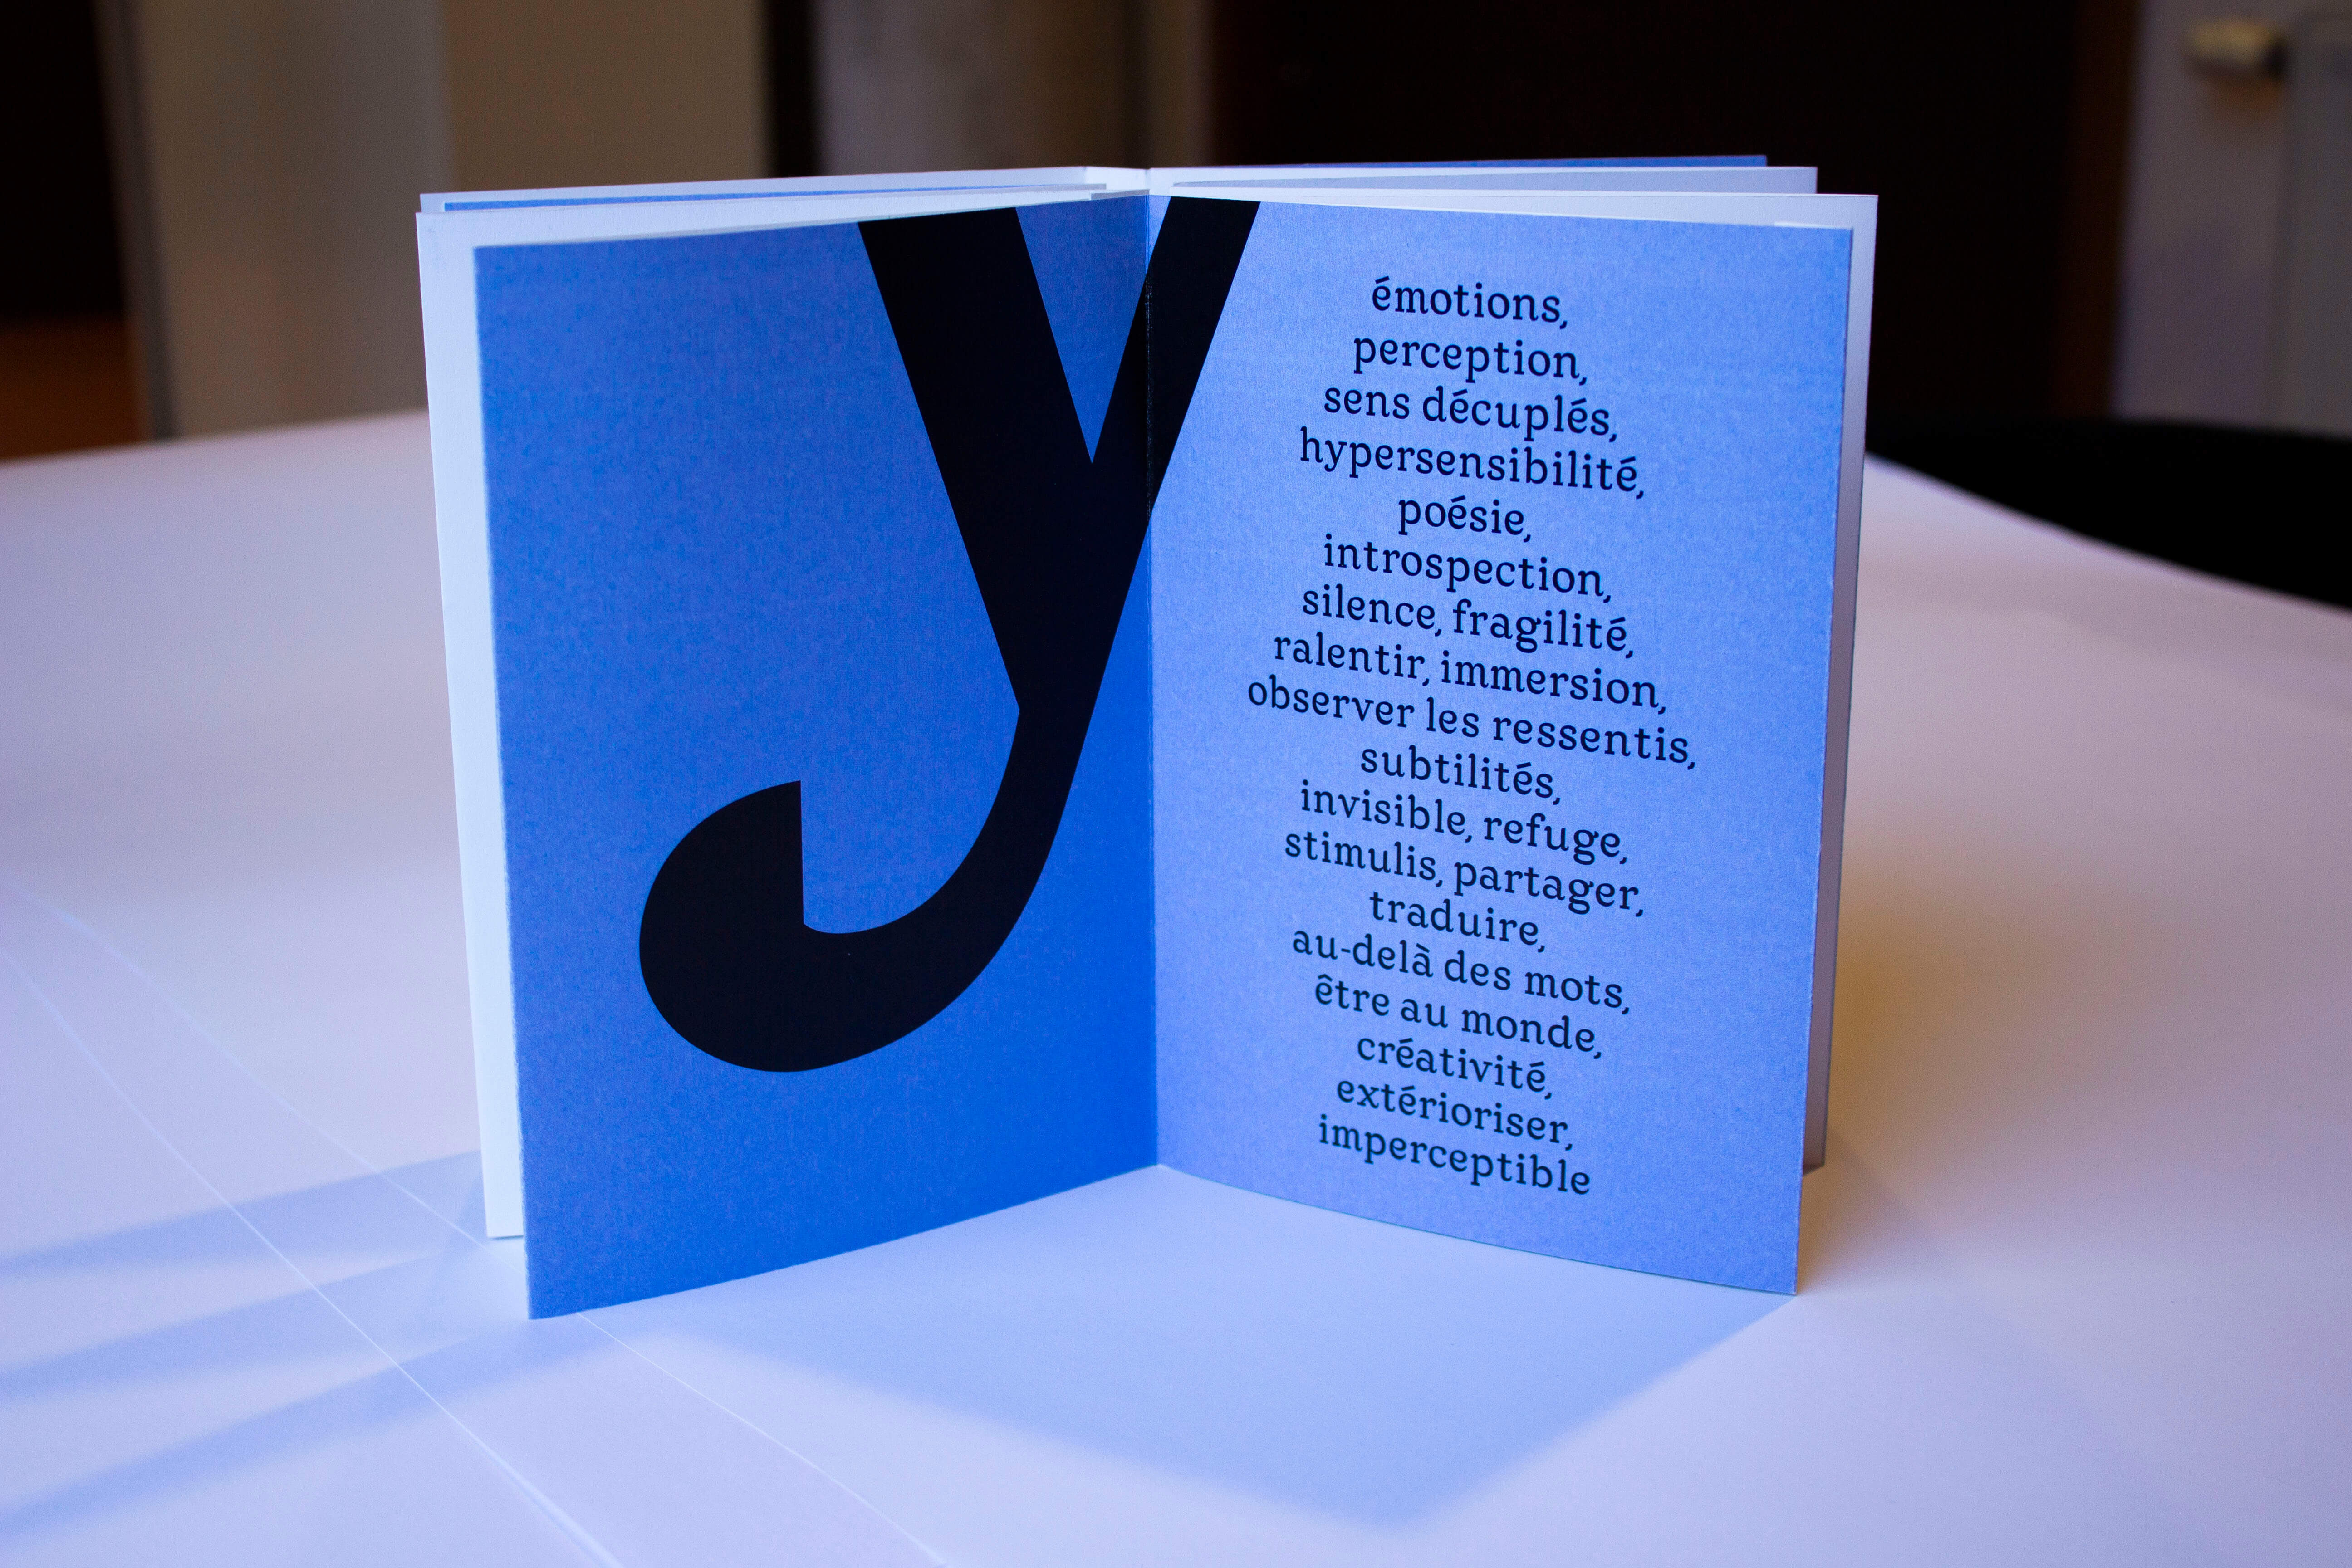 y
émotions,
perception,
sens décuplés,
hypersensibilité,
poésie,
introspection,
silence, fragilité,
ralentir, immersion,
observer les ressentis,
subtilités,
invisible, refuge,
stimulis, partager,
traduire,
au-delà des mots,
être au monde,
créativité,
extérioriser,
imperceptible